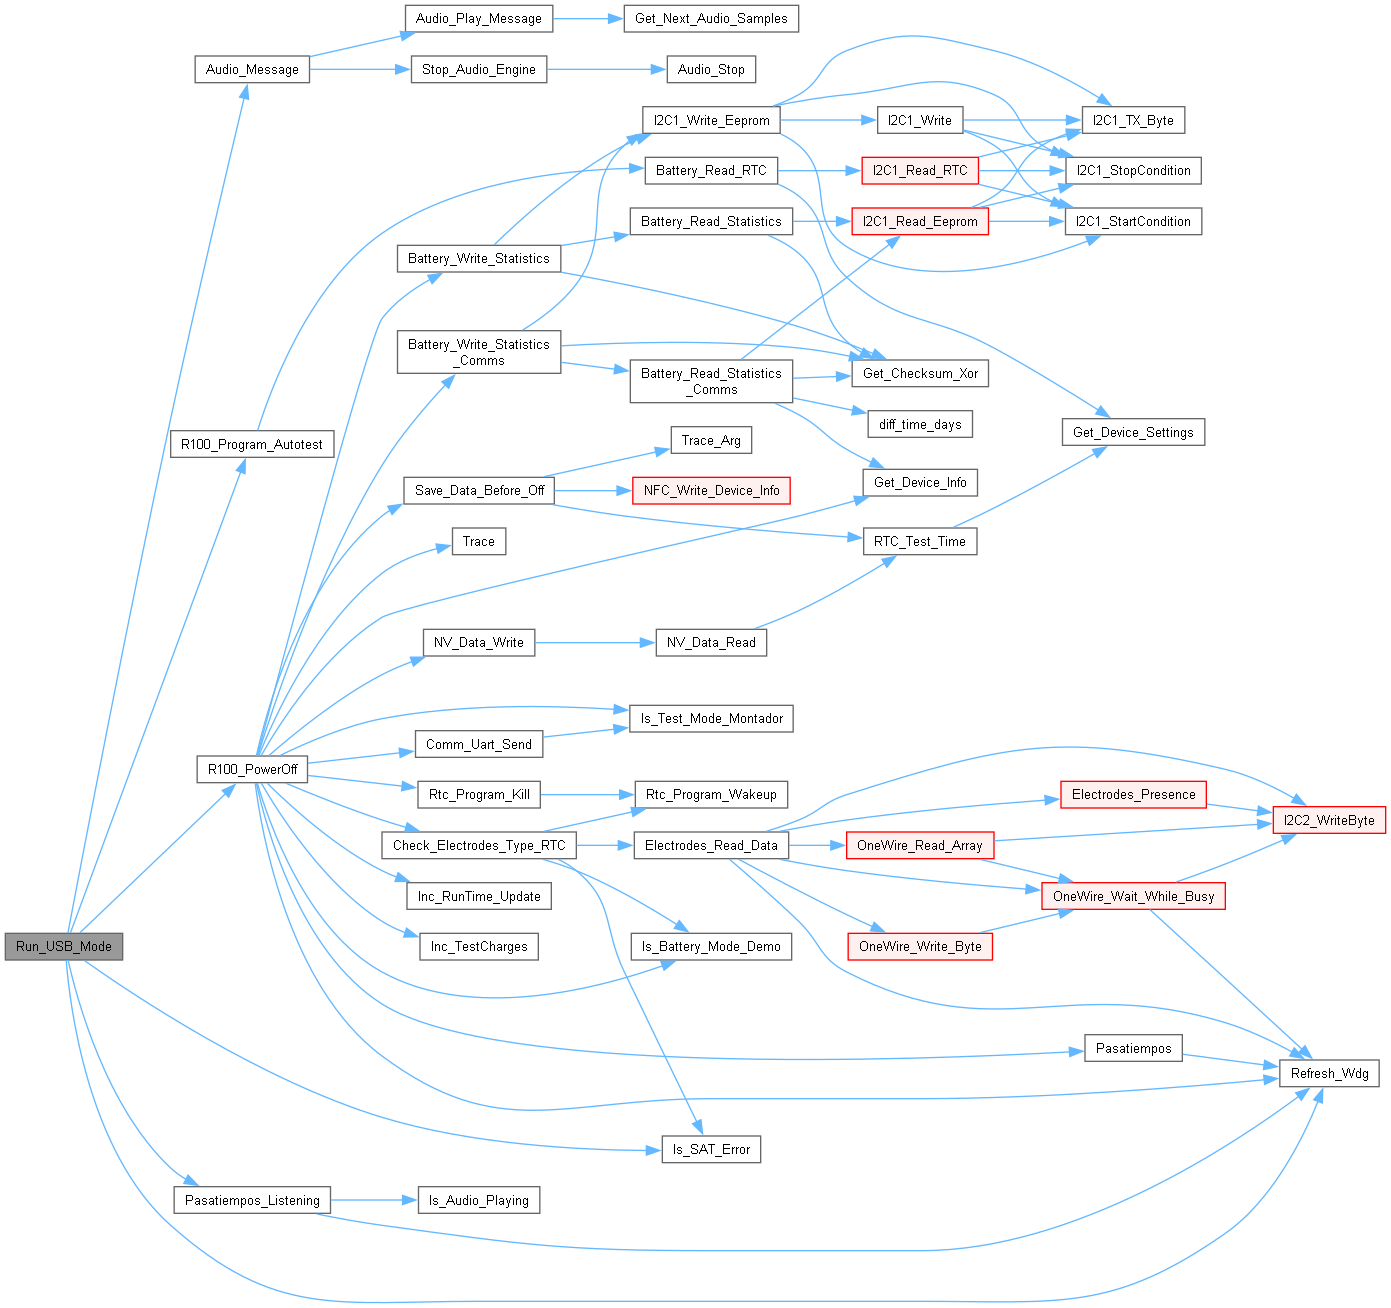 Audio_Play_Message
Get_Next_Audio_Samples
Audio_Message
Stop_Audio_Engine
Audio_Stop
I2C1_Write_Eeprom
I2C1_Write
I2C1_TX_Byte
Battery_Read_RTC
I2C1_Read_RTC
I2C1_StopCondition
Battery_Read_Statistics
I2C1_Read_Eeprom
I2C1_StartCondition
Battery_Write_Statistics
Battery_Write_Statistics
_Comms
Battery_Read_Statistics
_Comms
Get_Checksum_Xor
diff_time_days
Get_Device_Settings
R100_Program_Autotest
Trace_Arg
Get_Device_Info
Save_Data_Before_Off
NFC_Write_Device_Info
Trace
RTC_Test_Time
NV_Data_Write
NV_Data_Read
Is_Test_Mode_Montador
Comm_Uart_Send
R100_PowerOff
Rtc_Program_Kill
Rtc_Program_Wakeup
Electrodes_Presence
I2C2_WriteByte
Check_Electrodes_Type_RTC
Electrodes_Read_Data
OneWire_Read_Array
Inc_RunTime_Update
OneWire_Wait_While_Busy
Run_USB_Mode
Inc_TestCharges
Is_Battery_Mode_Demo
OneWire_Write_Byte
Pasatiempos
Refresh_Wdg
Is_SAT_Error
Pasatiempos_Listening
Is_Audio_Playing